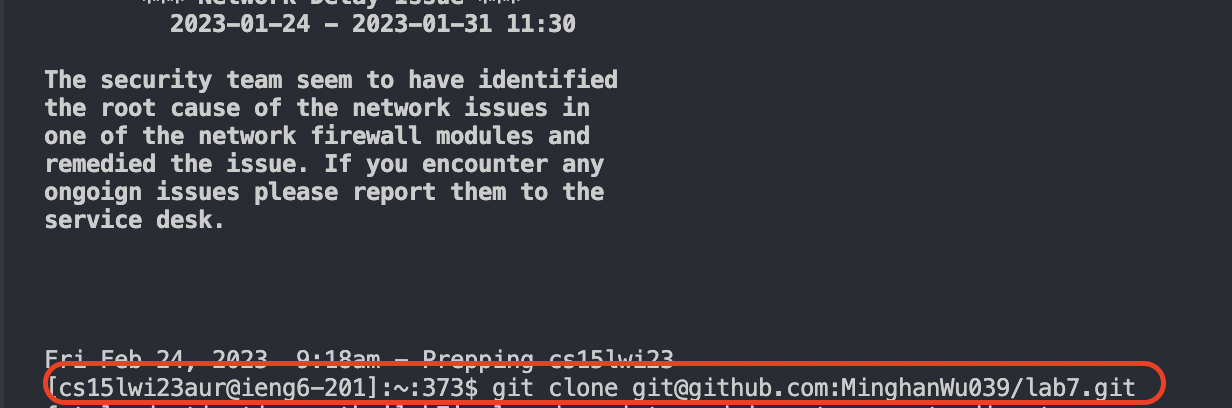 *** Network Delay Issue ***
2023-01-24 - 2023-01-31 11:30
The security team seem to have identified
the root cause of the network issues in
one of the network firewall modules and
remedied the issue. If you encounter any
ongoign issues please report them to the
service desk.
Fri Feb 24, 2023  9:18am - Prepping cs15lwi23
[cs15lwi23aur@ieng6-201]:~:373$ git clone git@github.com:MinghanWu039/lab7.git